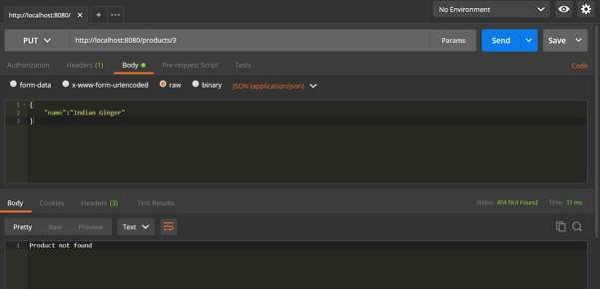 http://localhost:8080/
No Environment
PUT http://localhost:8080/products/3 Params Send Save
Authorization Headers (1) Body Pre-request Script Tests Code
form-data x-www-form-urlencoded raw binary JSON (application/json)
1 {
2 "name":"Indian Ginger"
3 }
Body Cookies Headers (3) Test Results Status: 404 Not Found Time: 31 ms
Pretty Raw Preview Text
1 Product not found